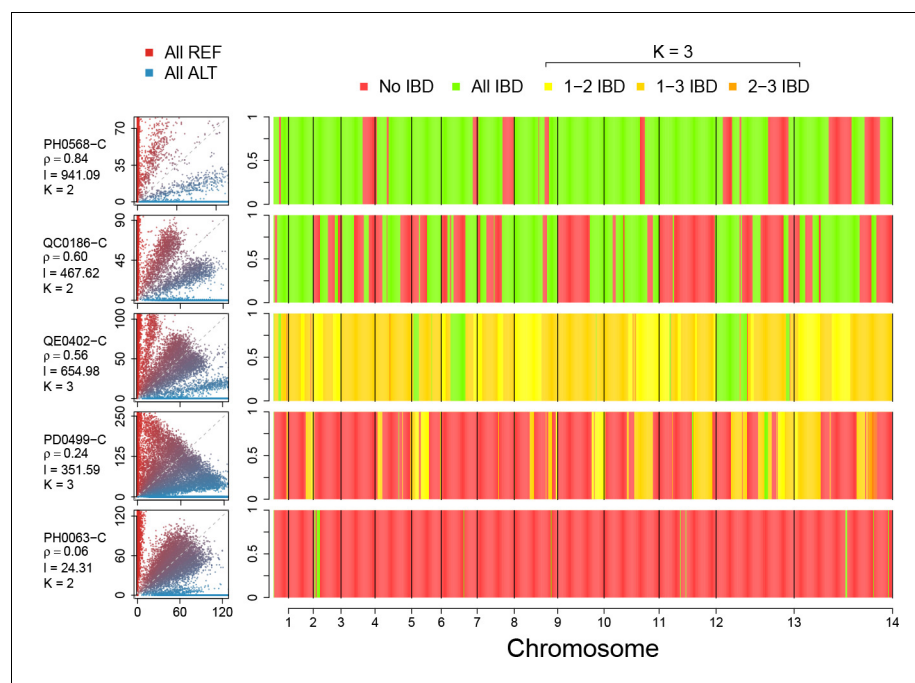 All REF
All ALT
K = 3
No IBD
All IBD
1−2 IBD
1−3 IBD
2−3 IBD
PH0568−C
ρ = 0.84
I = 941.09
K = 2
70
35
0
1
0.5
0
QC0186−C
ρ = 0.60
I = 467.62
K = 2
90
45
0
1
0.5
0
QE0402−C
ρ = 0.56
I = 654.98
K = 3
100
50
0
1
0.5
0
PD0499−C
ρ = 0.24
I = 351.59
K = 3
250
125
0
1
0.5
0
PH0063−C
ρ = 0.06
I = 24.31
K = 2
120
60
0
1
0.5
0
0 60 120
1 2 3 4 5 6 7 8 9 10 11 12 13 14
Chromosome